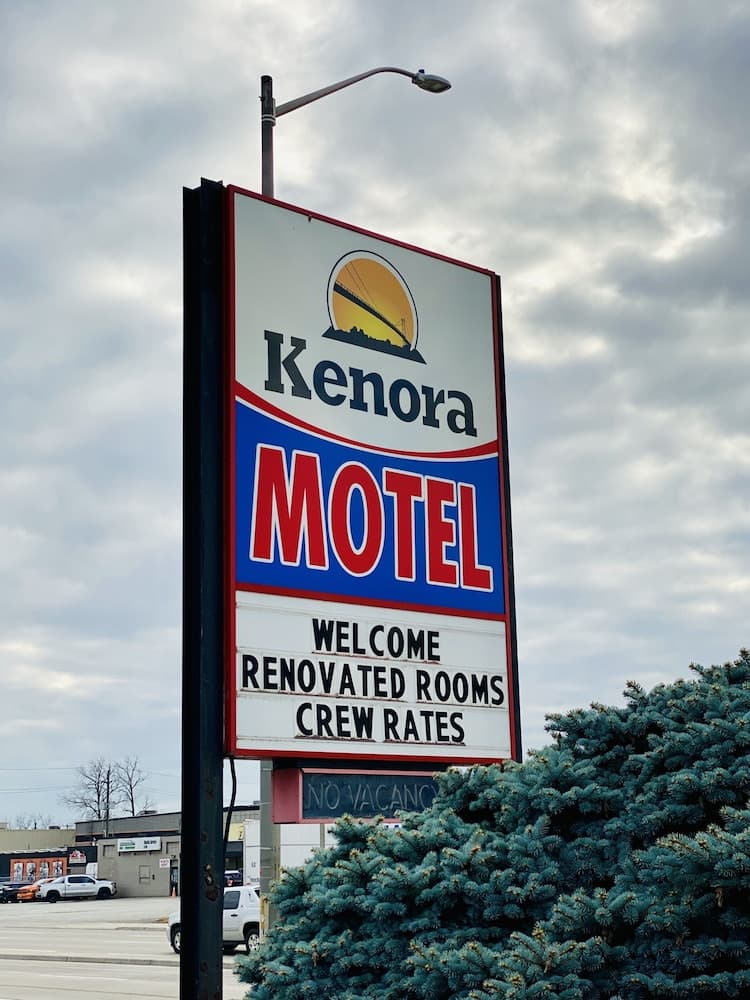 Kenora
MOTEL
WELCOME
RENOVATED ROOMS
CREW RATES
NO VACANCY